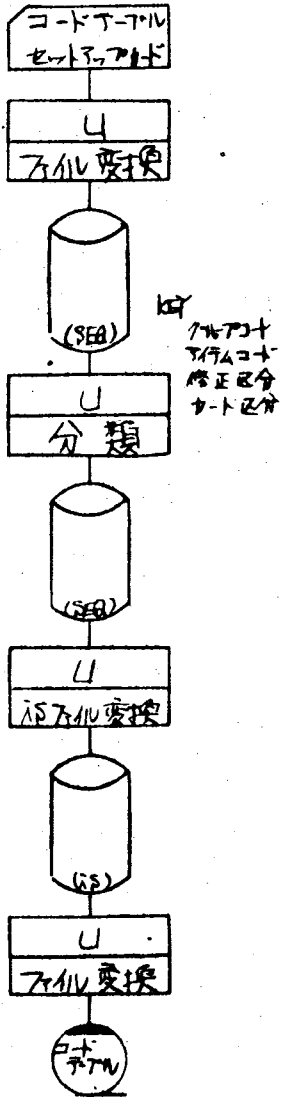 コードテーブル
セットアップカード
U
ファイル変換
(SEQ)
KEY
グループコード
アイテムコード
修正区分
カード区分
U
分類
(SEQ)
U
iSファイル変換
(iS)
U
ファイル変換
コード
テーブル